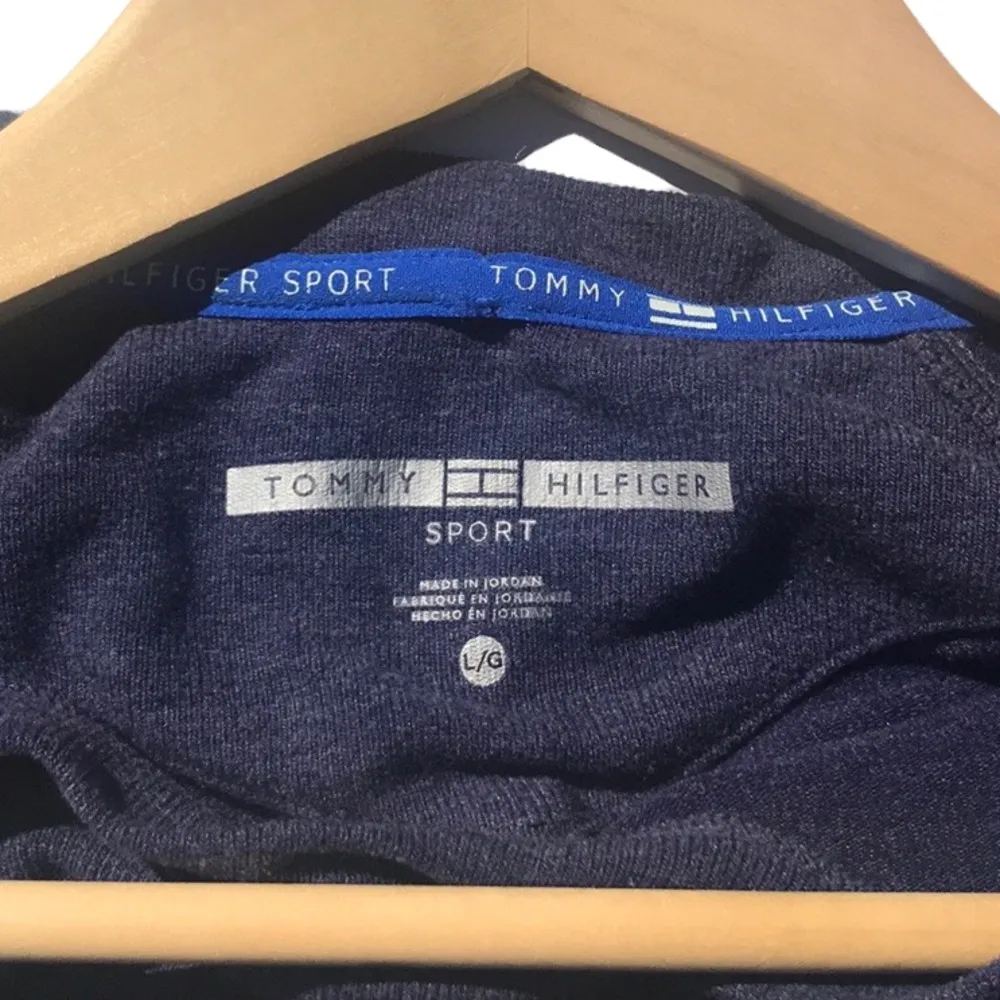 HILFIGER SPORT TOMMY HILFIGER
TOMMY HILFIGER
SPORT
MADE IN JORDAN
FABRIQUÉ EN JORDANIE
HECHO EN JORDAN
L/G